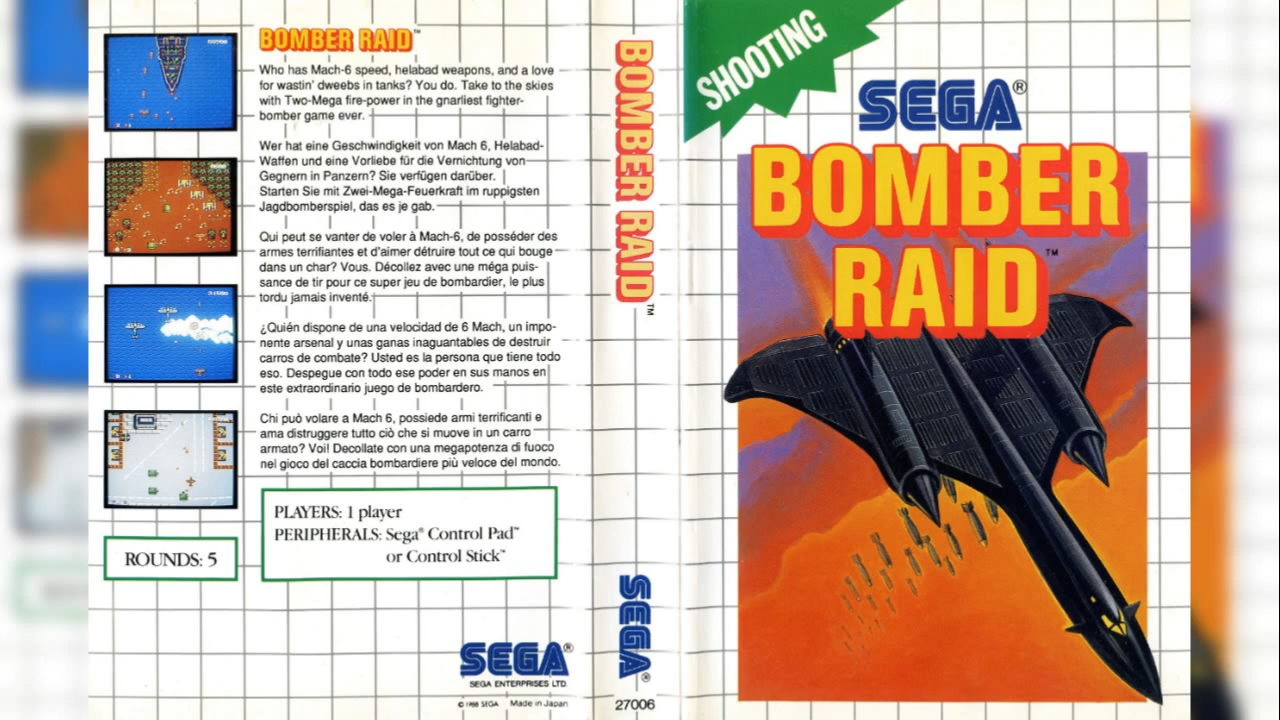 BOMBER RAID™
Who has Mach-6 speed, helabad weapons, and a love
for wastin' dweebs in tanks? You do. Take to the skies
with Two-Mega fire-power in the gnarliest fighter-
bomber game ever.
Wer hat eine Geschwindigkeit von Mach 6, Helabad-
Waffen und eine Vorliebe für die Vernichtung von
Gegnern in Panzern? Sie verfügen darüber.
Starten Sie mit Zwei-Mega-Feuerkraft im ruppigsten
Jagdbomberspiel, das es je gab.
Qui peut se vanter de voler à Mach-6, de posséder des
armes terrifiantes et d'aimer détruire tout ce qui bouge
dans un char? Vous. Décollez avec une méga puis-
sance de tir pour ce super jeu de bombardier, le plus
tordu jamais inventé.
¿Quién dispone de una velocidad de 6 Mach, un impo-
nente arsenal y unas ganas inaguantables de destruir
carros de combate? Usted es la persona que tiene todo
eso. Despegue con todo ese poder en sus manos en
este extraordinario juego de bombardero.
Chi può volare a Mach 6, possiede armi terrificanti e
ama distruggere tutto ciò che si muove in un carro
armato? Voi! Decollate con una megapotenza di fuoco
nel gioco del caccia bombardiere più veloce del mondo.
PLAYERS: 1 player
PERIPHERALS: Sega® Control Pad™
or Control Stick™
ROUNDS: 5
SEGA®
SEGA ENTERPRISES LTD.
© 1988 SEGA Made in Japan
BOMBER RAID™
SEGA®
27006
SHOOTING
SEGA®
BOMBER
RAID™